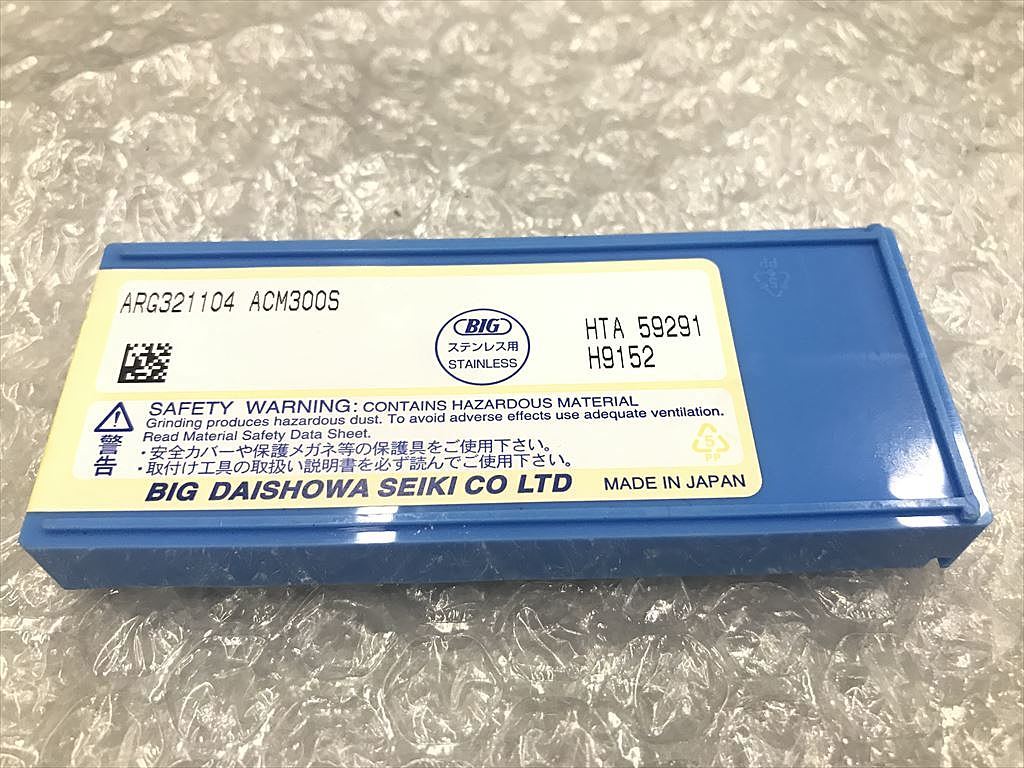 ARG321104 ACM300S
BIG
ステンレス用
STAINLESS
HTA 59291
H9152
SAFETY WARNING: CONTAINS HAZARDOUS MATERIAL
Grinding produces hazardous dust. To avoid adverse effects use adequate ventilation.
Read Material Safety Data Sheet.
警告
・安全カバーや保護メガネ等の保護具をご使用下さい。
・取付け工具の取扱い説明書を必ず読んでご使用下さい。
5
PP
BIG DAISHOWA SEIKI CO LTD
MADE IN JAPAN
5
PP